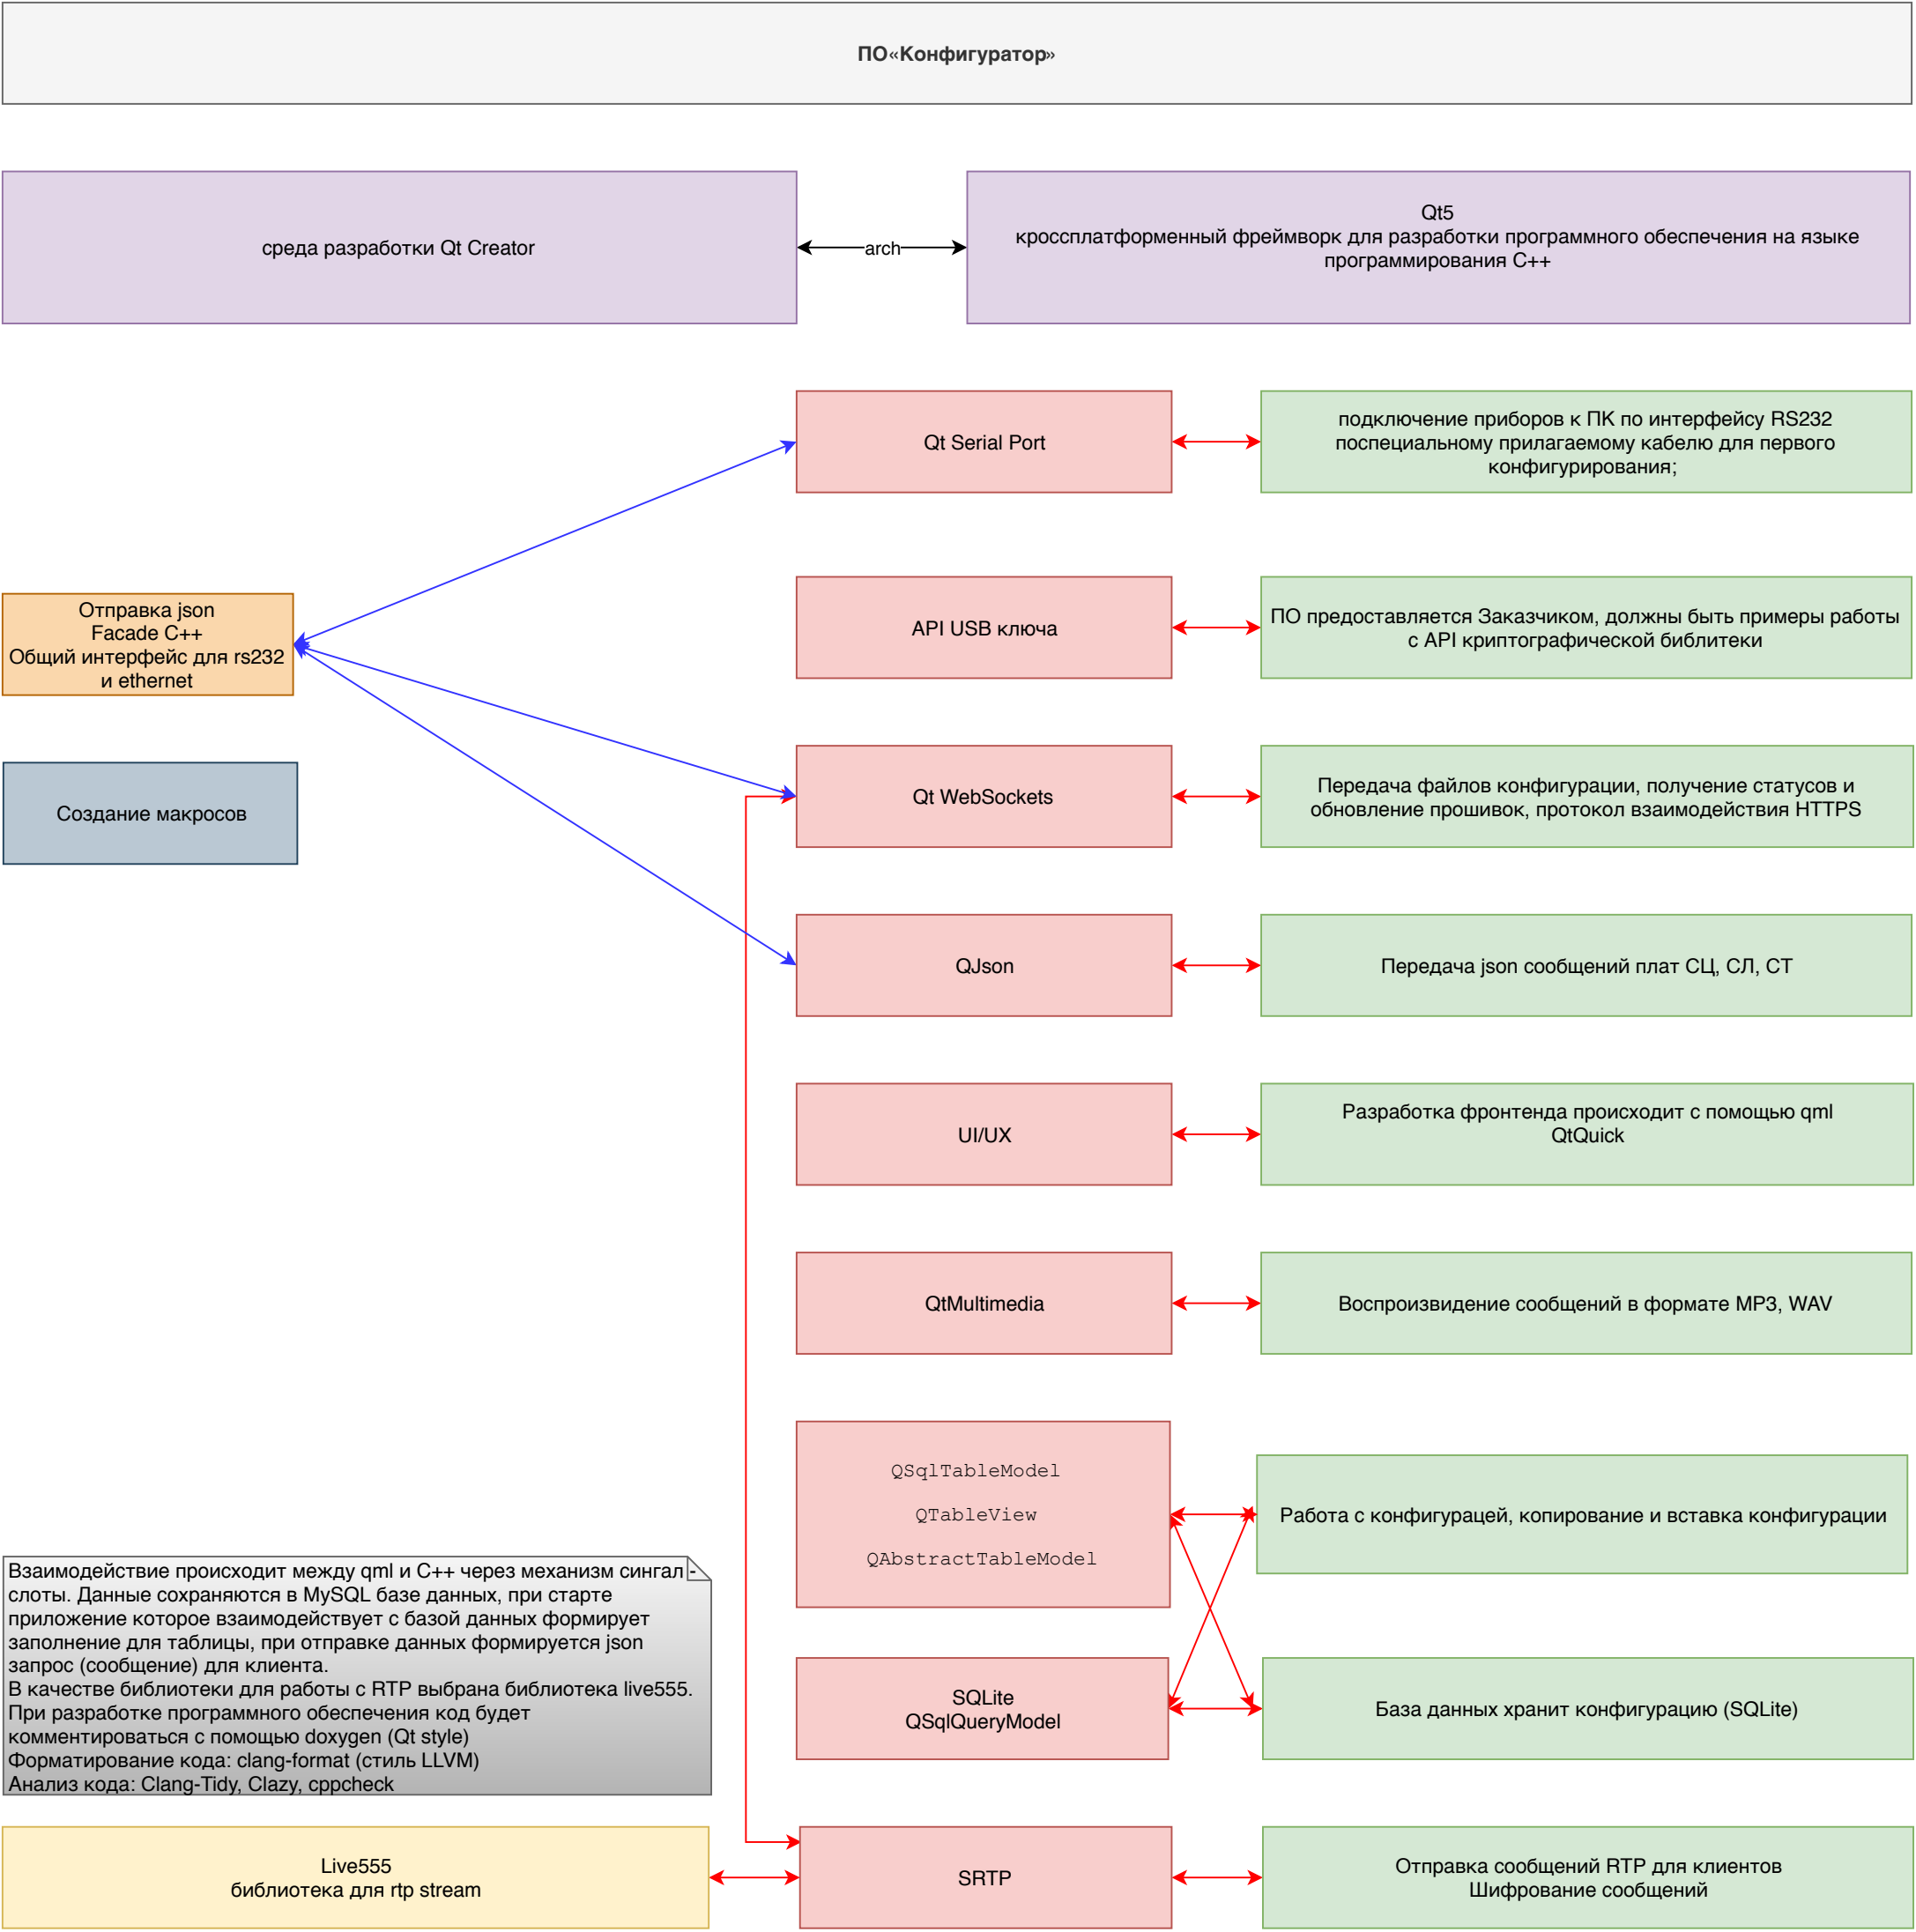 ПО«Конфигуратор»
среда разработки Qt Creator
arch
Qt5
кроссплатформенный фреймворк для разработки программного обеспечения на языке
программирования C++
Qt Serial Port
подключение приборов к ПК по интерфейсу RS232
поспециальному прилагаемому кабелю для первого
конфигурирования;
Отправка json
Facade C++
Общий интерфейс для rs232
и ethernet
API USB ключа
ПО предоставляется Заказчиком, должны быть примеры работы
с API криптографической библитеки
Создание макросов
Qt WebSockets
Передача файлов конфигурации, получение статусов и
обновление прошивок, протокол взаимодействия HTTPS
QJson
Передача json сообщений плат СЦ, СЛ, СТ
UI/UX
Разработка фронтенда происходит с помощью qml
QtQuick
QtMultimedia
Воспроизвидение сообщений в формате MP3, WAV
QSqlTableModel
QTableView
QAbstractTableModel
Работа с конфигурацей, копирование и вставка конфигурации
Взаимодействие происходит между qml и C++ через механизм сингал -
слоты. Данные сохраняются в MySQL базе данных, при старте
приложение которое взаимодействует с базой данных формирует
заполнение для таблицы, при отправке данных формируется json
запрос (сообщение) для клиента.
В качестве библиотеки для работы с RTP выбрана библиотека live555.
При разработке программного обеспечения код будет
комментироваться с помощью doxygen (Qt style)
Форматирование кода: clang-format (стиль LLVM)
Анализ кода: Clang-Tidy, Clazy, cppcheck
SQLite
QSqlQueryModel
База данных хранит конфигурацию (SQLite)
Live555
библиотека для rtp stream
SRTP
Отправка сообщений RTP для клиентов
Шифрование сообщений